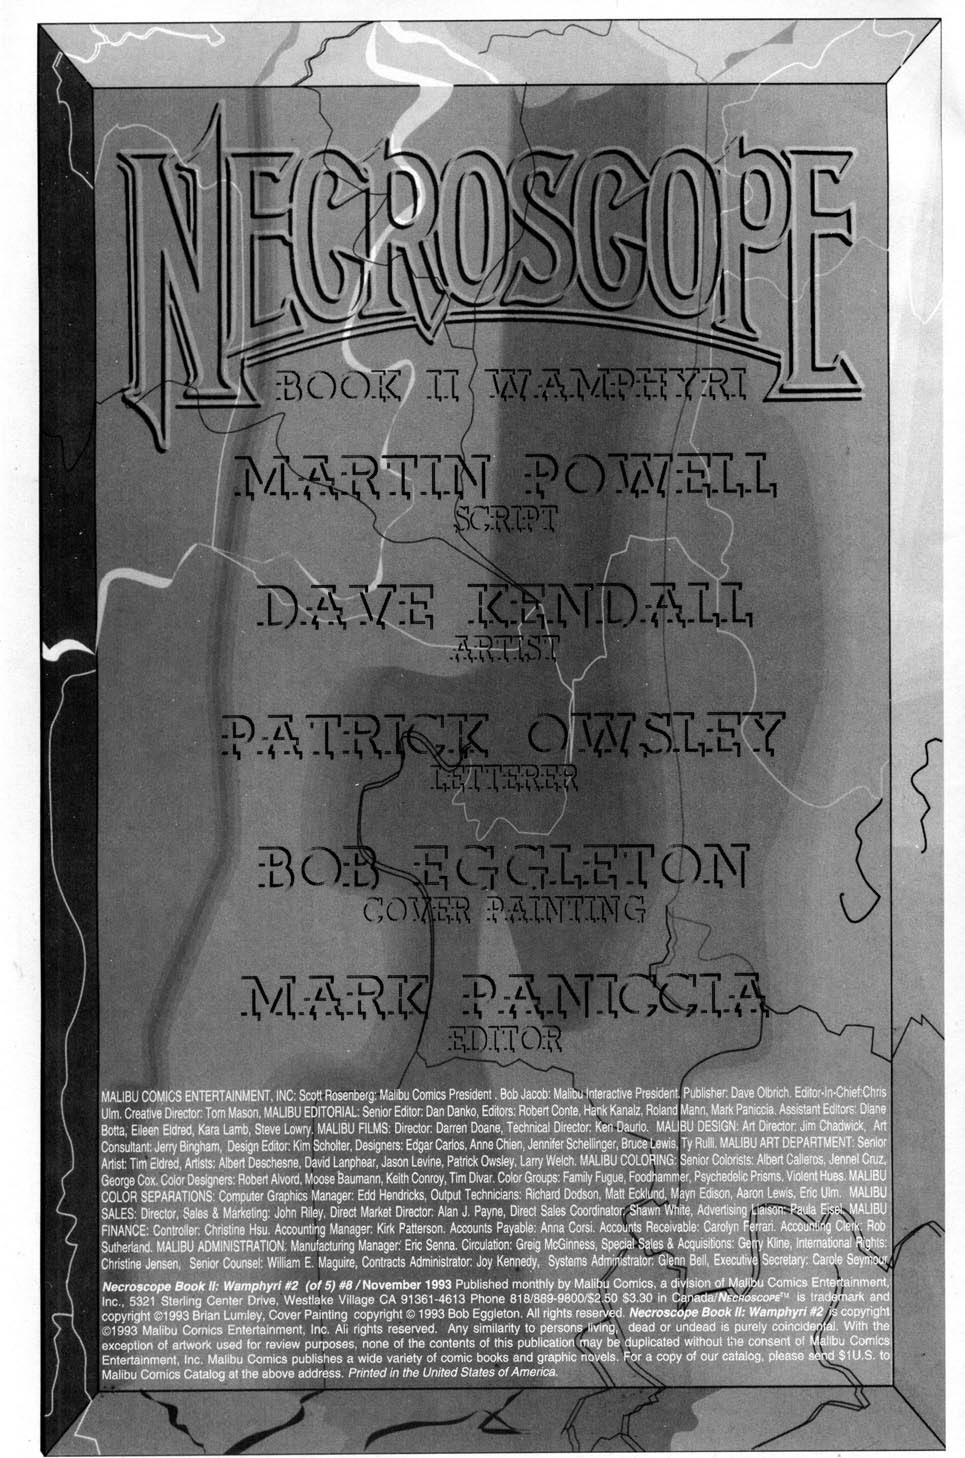 NECROSCOPE
BOOK II WAMPHYRI
MARTIN POWELL
SCRIPT
DAVE KENDALL
ARTIST
PATRICK OWSLEY
LETTERER
BOB EGGLETON
COVER PAINTING
MARK PANICCIA
EDITOR
MALIBU COMICS ENTERTAINMENT, INC: Scott Rosenberg: Malibu Comics President . Bob Jacob: Malibu Interactive President. Publisher: Dave Olbrich. Editor-In-Chief:Chris
Ulm. Creative Director: Tom Mason, MALIBU EDITORIAL: Senior Editor: Dan Danko, Editors: Robert Conte, Hank Kanalz, Roland Mann, Mark Paniccia. Assistant Editors: Diane
Botta, Eileen Eldred, Kara Lamb, Steve Lowry. MALIBU FILMS: Director: Darren Doane, Technical Director: Ken Daurio. MALIBU DESIGN: Art Director: Jim Chadwick, Art
Consultant: Jerry Bingham, Design Editor: Kim Scholter, Designers: Edgar Carlos, Anne Chien, Jennifer Schellinger, Bruce Lewis, Ty Rulli. MALIBU ART DEPARTMENT: Senior
Artist: Tim Eldred, Artists: Albert Deschesne, David Lanphear, Jason Levine, Patrick Owsley, Larry Welch. MALIBU COLORING: Senior Colorists: Albert Calleros, Jennel Cruz,
George Cox. Color Designers: Robert Alvord, Moose Baumann, Keith Conroy, Tim Divar. Color Groups: Family Fugue, Foodhammer, Psychedelic Prisms, Violent Hues. MALIBU
COLOR SEPARATIONS: Computer Graphics Manager: Edd Hendricks, Output Technicians: Richard Dodson, Matt Ecklund, Mayn Edison, Aaron Lewis, Eric Ulm. MALIBU
SALES: Director, Sales & Marketing: John Riley, Direct Market Director: Alan J. Payne, Direct Sales Coordinator: Shawn White, Advertising Liaison: Paula Eisel. MALIBU
FINANCE: Controller: Christine Hsu. Accounting Manager: Kirk Patterson. Accounts Payable: Anna Corsi. Accounts Receivable: Carolyn Ferrari. Accounting Clerk: Rob
Sutherland. MALIBU ADMINISTRATION: Manufacturing Manager: Eric Senna. Circulation: Greig McGinness, Special Sales & Acquisitions: Gerry Kline, International Rights:
Christine Jensen, Senior Counsel: William E. Maguire, Contracts Administrator: Joy Kennedy, Systems Administrator: Glenn Bell, Executive Secretary: Carole Seymour
Necroscope Book II: Wamphyri #2 (of 5) #8 / November 1993 Published monthly by Malibu Comics, a division of Malibu Comics Entertainment,
Inc., 5321 Sterling Center Drive, Westlake Village CA 91361-4613 Phone 818/889-9800/$2.50 $3.30 in Canada/NECROSCOPE™ is trademark and
copyright ©1993 Brian Lumley, Cover Painting copyright © 1993 Bob Eggleton. All rights reserved. Necroscope Book II: Wamphyri #2 is copyright
©1993 Malibu Comics Entertainment, Inc. All rights reserved. Any similarity to persons living, dead or undead is purely coincidental. With the
exception of artwork used for review purposes, none of the contents of this publication may be duplicated without the consent of Malibu Comics
Entertainment, Inc. Malibu Comics publishes a wide variety of comic books and graphic novels. For a copy of our catalog, please send $1U.S. to
Malibu Comics Catalog at the above address. Printed in the United States of America.